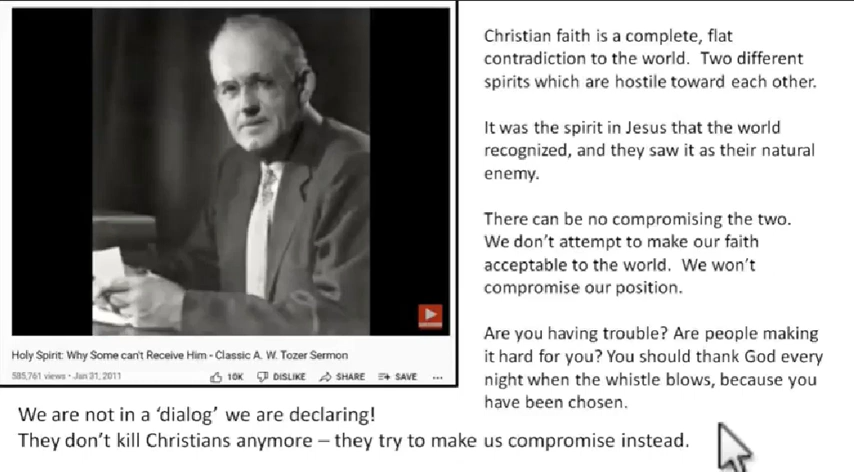 Christian faith is a complete, flat
contradiction to the world.  Two different
spirits which are hostile toward each other.
It was the spirit in Jesus that the world
recognized, and they saw it as their natural
enemy.
There can be no compromising the two.
We don't attempt to make our faith
acceptable to the world.  We won't
compromise our position.
Are you having trouble? Are people making
it hard for you? You should thank God every
night when the whistle blows, because you
have been chosen.
Holy Spirit: Why Some can't Receive Him - Classic A. W. Tozer Sermon
585,761 views • Jan 31, 2011
10K DISLIKE SHARE SAVE ...
We are not in a 'dialog' we are declaring!
They don't kill Christians anymore – they try to make us compromise instead.